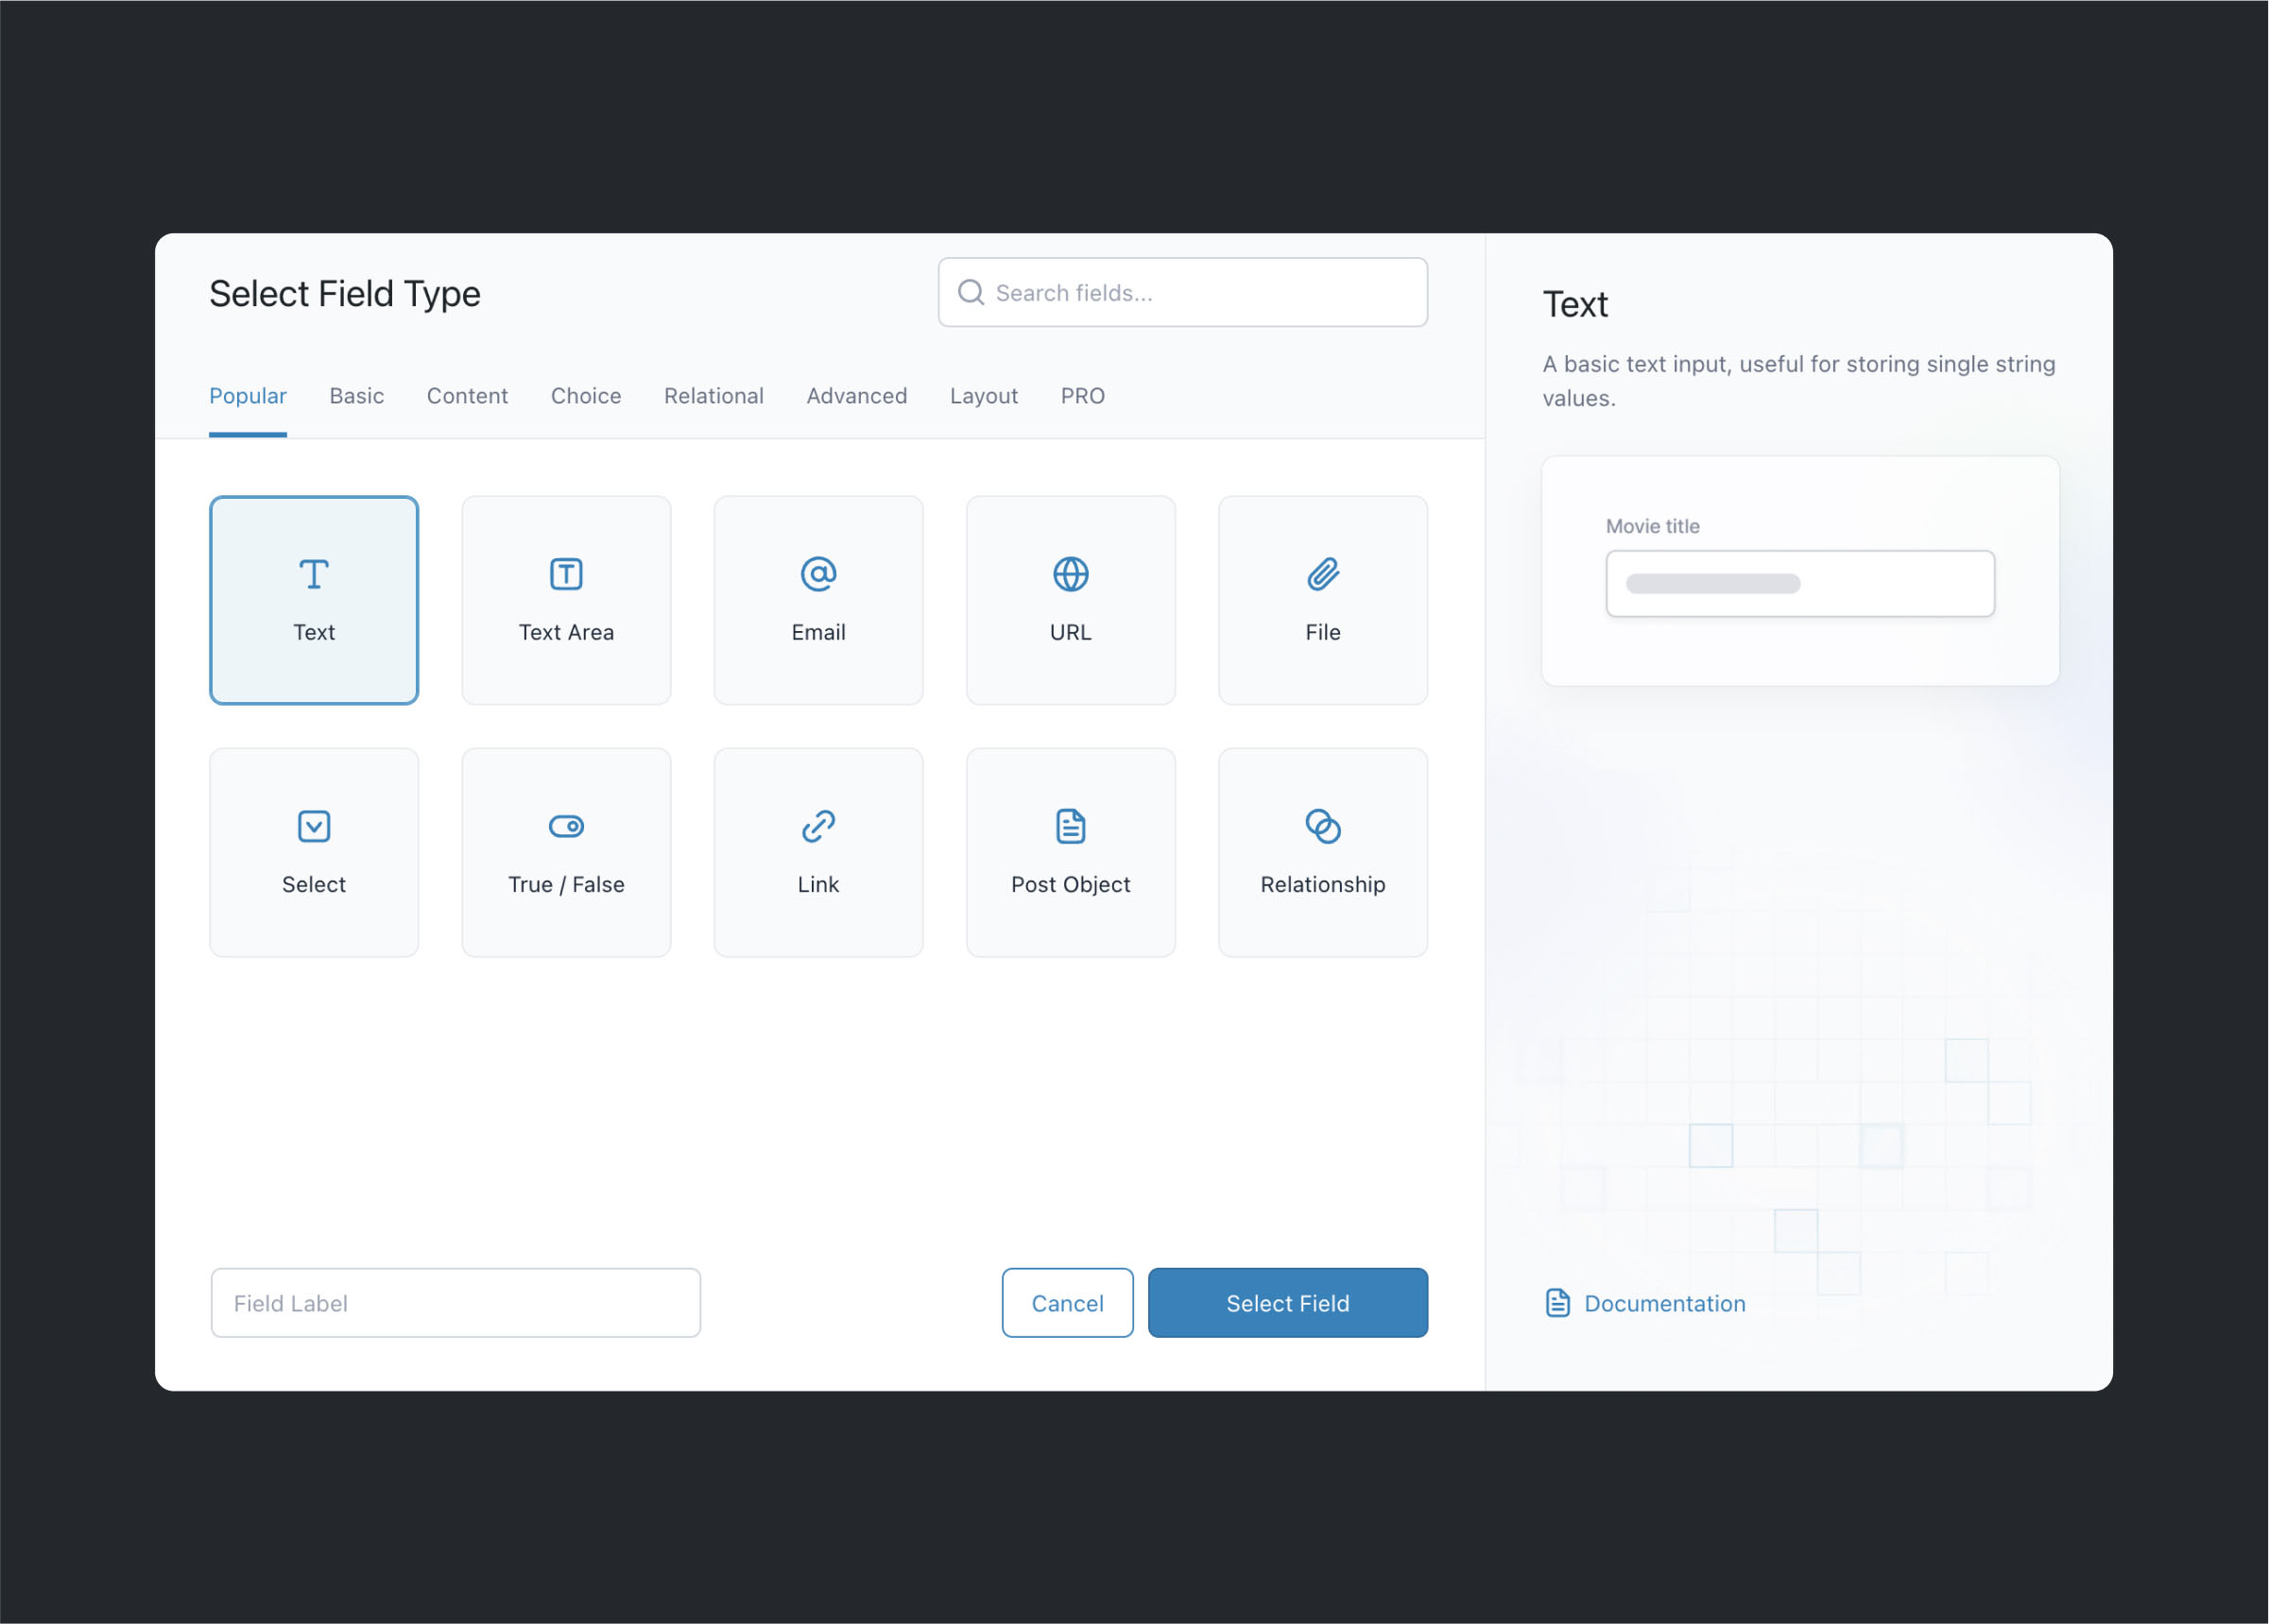 Select Field Type
Search fields...
Popular Basic Content Choice Relational Advanced Layout PRO
Text Text Area Email URL File
Select True / False Link Post Object Relationship
Field Label
Cancel Select Field
Text
A basic text input, useful for storing single string
values.
Movie title
Documentation